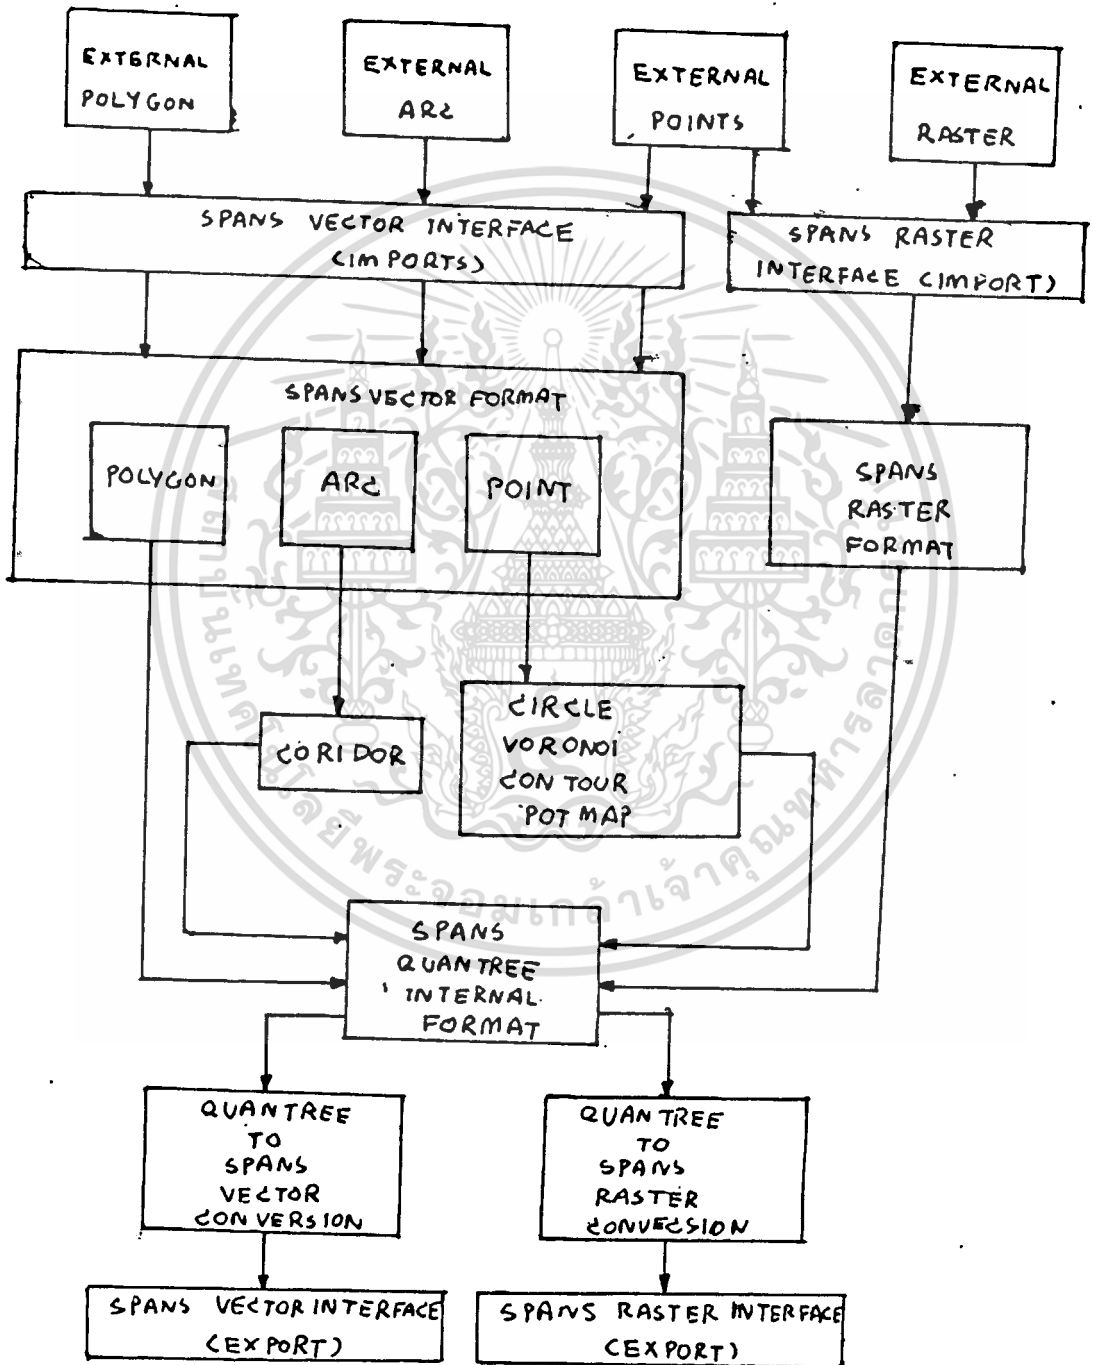 EXTERNAL
POLYGON
EXTERNAL
ARC
EXTERNAL
POINTS
EXTERNAL
RASTER
SPANS VECTOR INTERFACE
(IMPORTS)
SPANS RASTER
INTERFACE (IMPORT)
SPANS VECTOR FORMAT
POLYGON
ARC
POINT
SPANS
RASTER
FORMAT
CORIDOR
CIRCLE
VORONOI
CONTOUR
POT MAP
SPANS
QUANTREE
INTERNAL
FORMAT
QUANTREE
TO
SPANS
VECTOR
CONVERSION
QUANTREE
TO
SPANS
RASTER
CONVECSION
SPANS VECTOR INTERFACE
(EXPORT)
SPANS RASTER INTERFACE
(EXPORT)